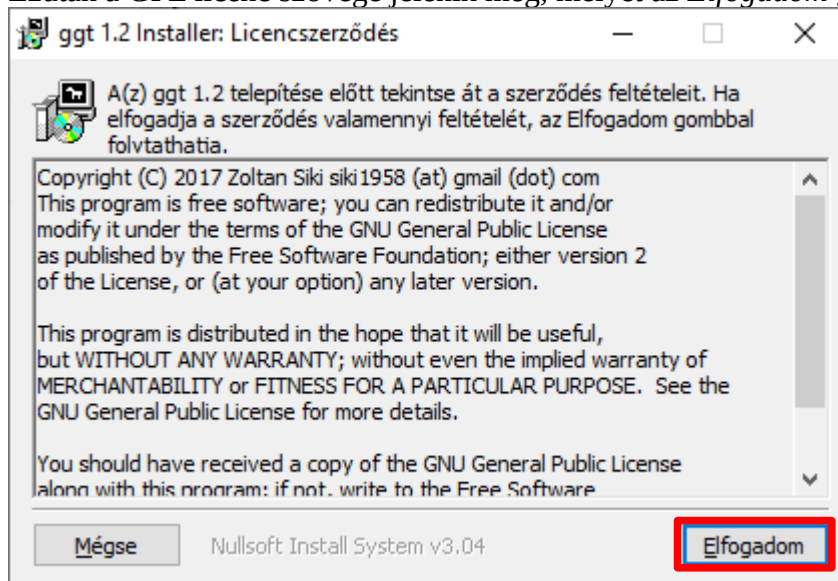 ggt 1.2 Installer: Licencszerződés
A(z) ggt 1.2 telepítése előtt tekintse át a szerződés feltételeit. Ha
elfogadja a szerződés valamennyi feltételét, az Elfogadom gombbal
folytathatja.
Copyright (C) 2017 Zoltan Siki siki1958 (at) gmail (dot) com
This program is free software; you can redistribute it and/or
modify it under the terms of the GNU General Public License
as published by the Free Software Foundation; either version 2
of the License, or (at your option) any later version.
This program is distributed in the hope that it will be useful,
but WITHOUT ANY WARRANTY; without even the implied warranty of
MERCHANTABILITY or FITNESS FOR A PARTICULAR PURPOSE.  See the
GNU General Public License for more details.
You should have received a copy of the GNU General Public License
along with this program; if not, write to the Free Software
Mégse
Nullsoft Install System v3.04
Elfogadom